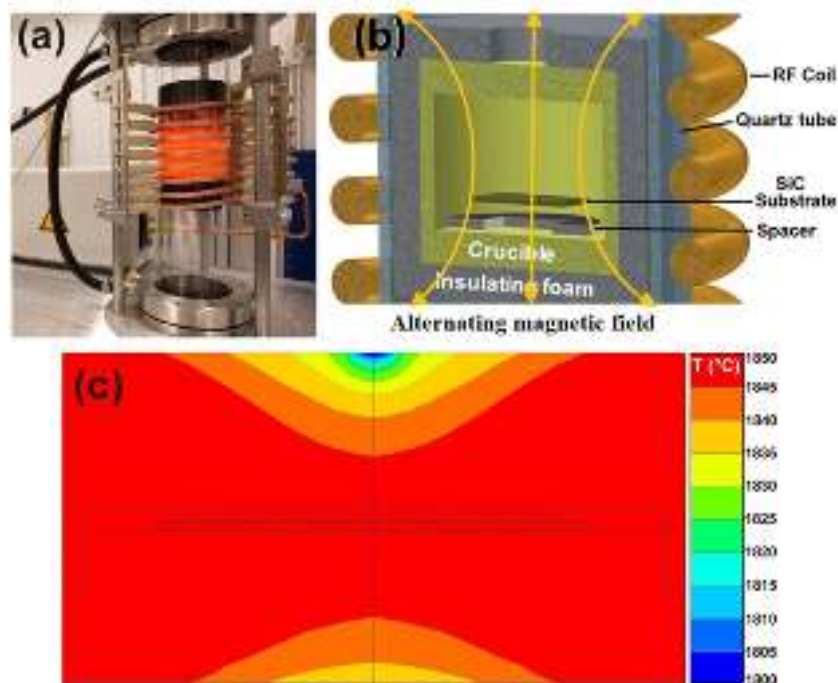 (a)
(b)
RF Coil
Quartz tube
SiC
Substrate
Spacer
Crucible
Insulating foam
Alternating magnetic field
(c)
T (°C)
1850
1845
1840
1835
1830
1825
1820
1815
1810
1805
1800